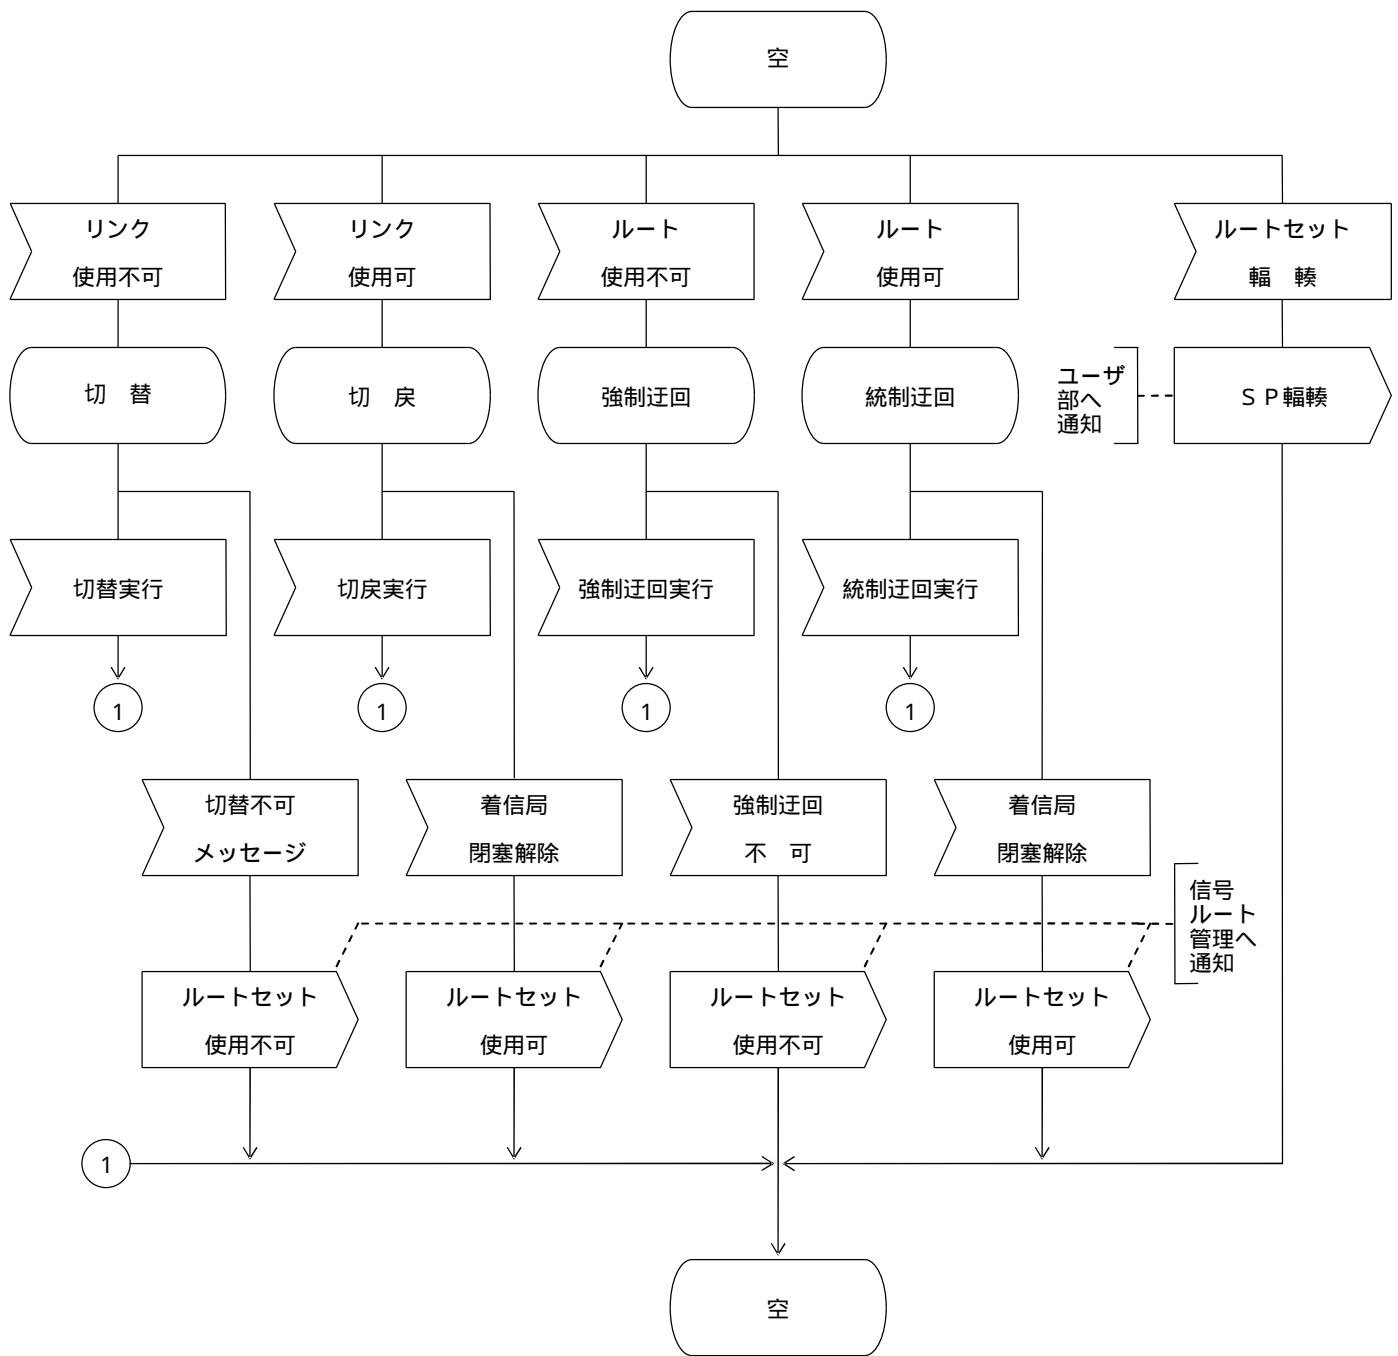 空
リンク
使用不可
リンク
使用可
ルート
使用不可
ルート
使用可
ルートセット
輻　輳
切　替
切　戻
強制迂回
統制迂回
ユーザ
部へ
通知
ＳＰ輻輳
切替実行
切戻実行
強制迂回実行
統制迂回実行
1
1
1
1
切替不可
メッセージ
着信局
閉塞解除
強制迂回
不　可
着信局
閉塞解除
信号
ルート
管理へ
通知
ルートセット
使用不可
ルートセット
使用可
ルートセット
使用不可
ルートセット
使用可
1
空